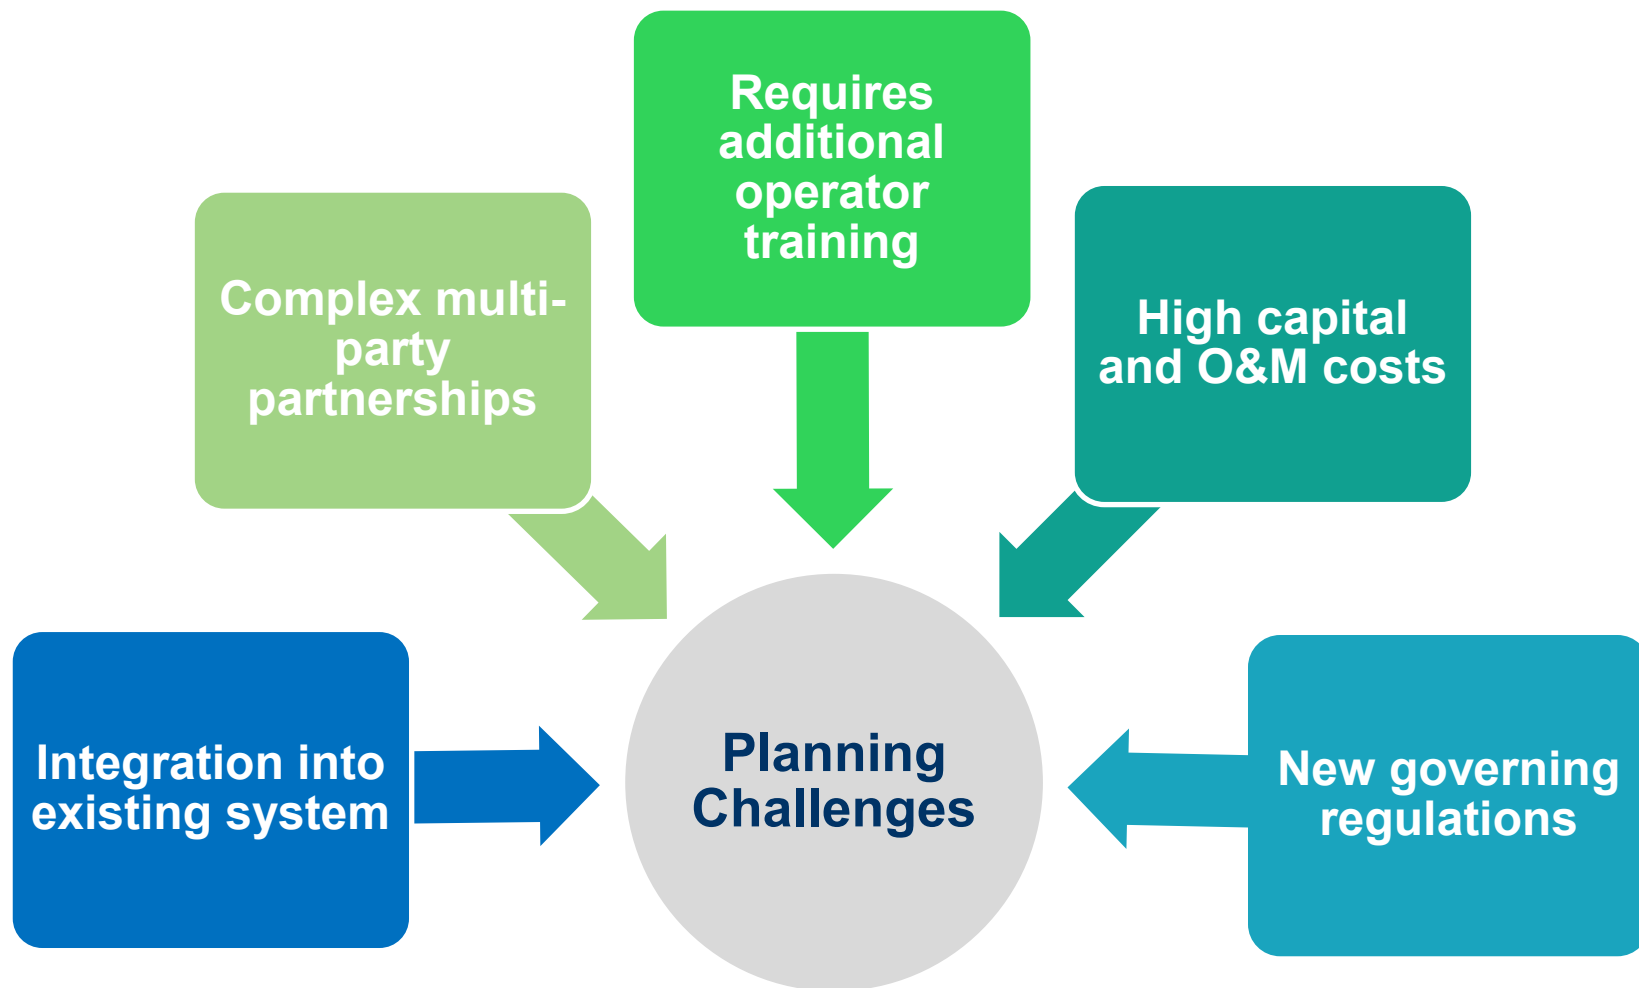 Requires
additional
operator
training
Complex multi-
party
partnerships
High capital
and O&M costs
Integration into
existing system
Planning
Challenges
New governing
regulations